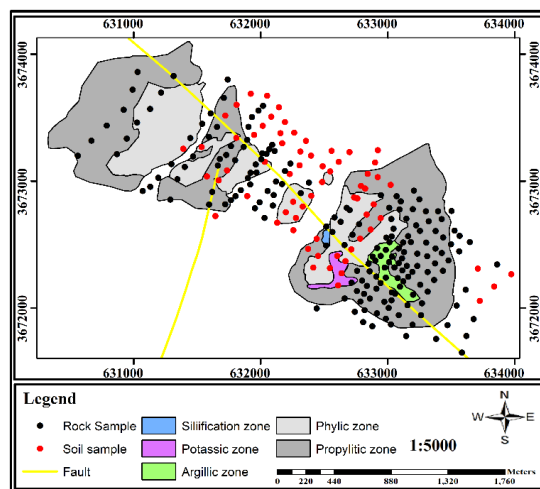 631000 632000 633000 634000
3674000 3674000
3673000 3673000
3672000 3672000
631000 632000 633000 634000
Legend
Rock Sample Siliification zone Phylic zone
Soil sample Potassic zone Propylitic zone
Fault Argillic zone
1:5000
N
W E
S
Meters
0 220 440 880 1,320 1,760